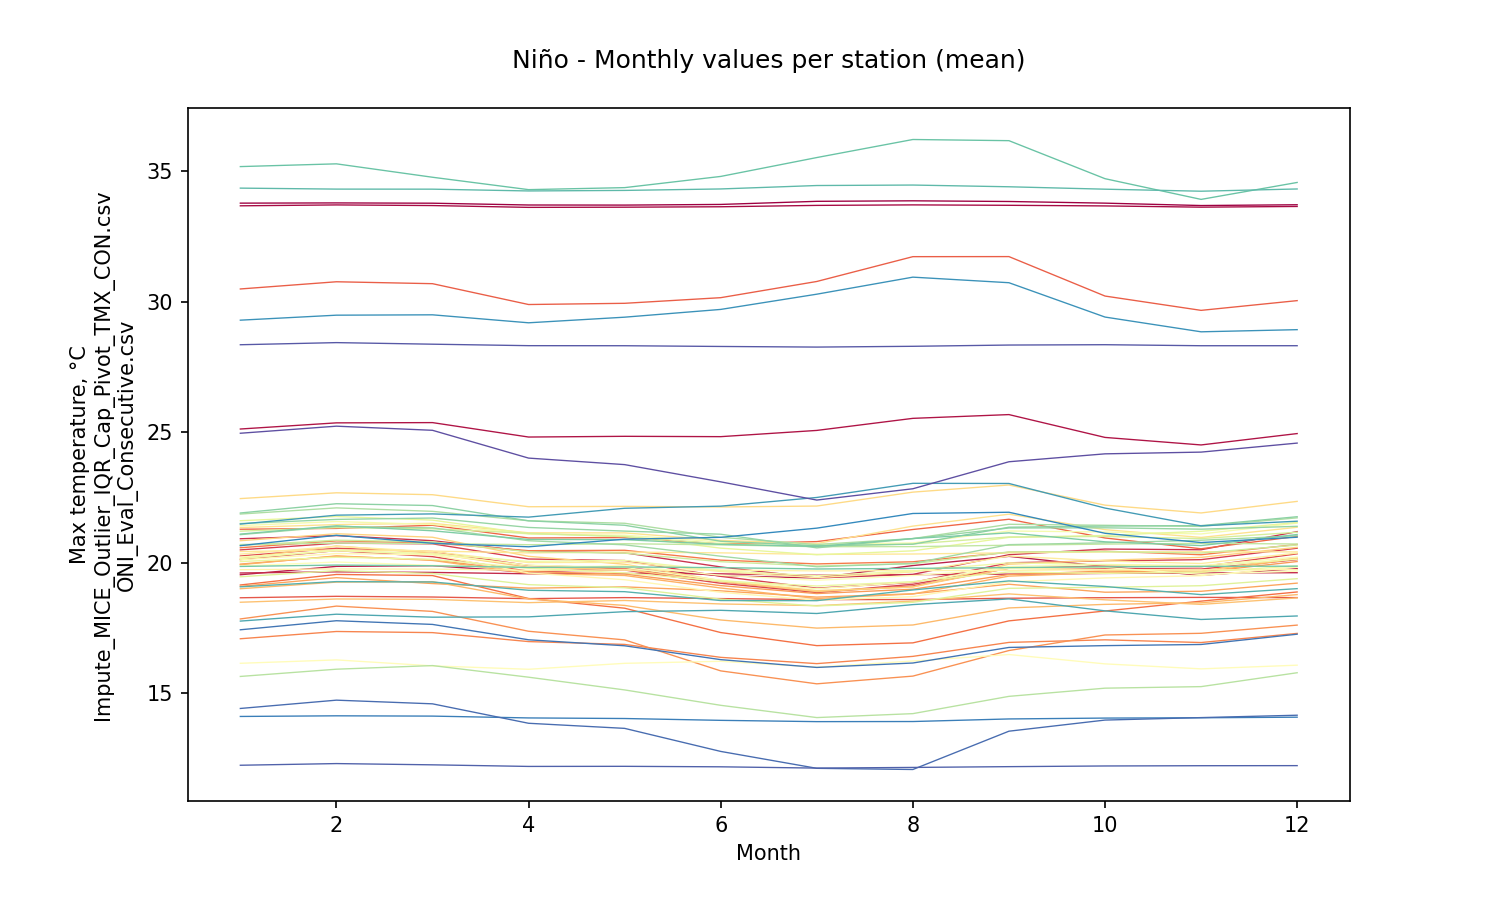 Niño - Monthly values per station (mean)
Max temperature, °C
Impute_MICE_Outlier_IQR_Cap_Pivot_TMX_CON.csv
ONI_Eval_Consecutive.csv
35
30
25
20
15
2 4 6 8 10 12
Month